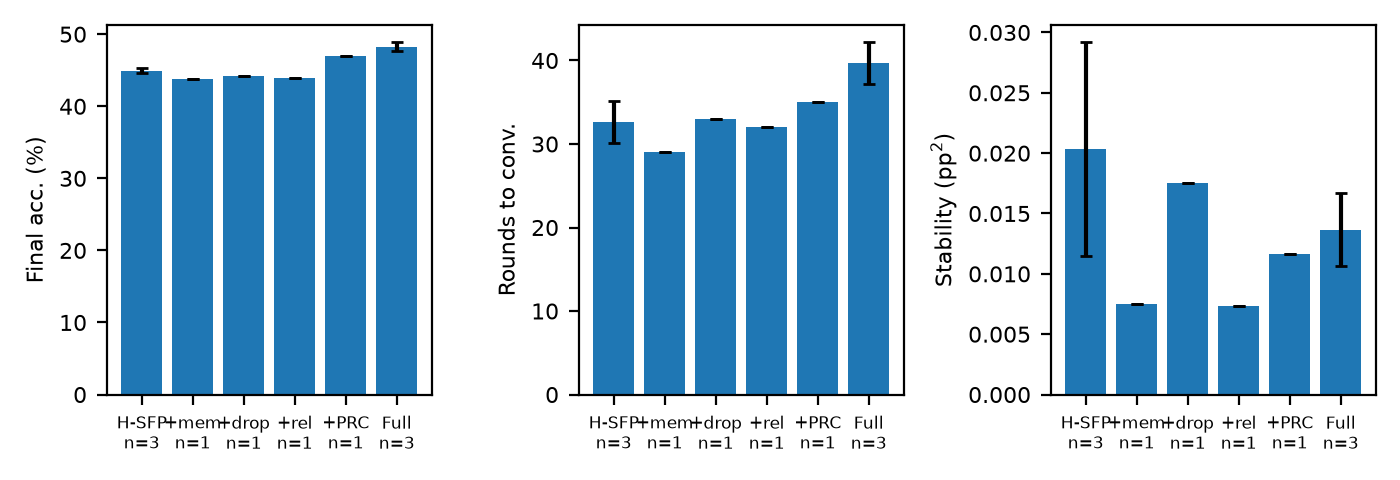 Final acc. (%)
50
40
30
20
10
0
H-SFP +mem +drop +rel +PRC Full
n=3 n=1 n=1 n=1 n=1 n=3
Rounds to conv.
40
30
20
10
0
H-SFP +mem +drop +rel +PRC Full
n=3 n=1 n=1 n=1 n=1 n=3
Stability (pp²)
0.030
0.025
0.020
0.015
0.010
0.005
0.000
H-SFP +mem +drop +rel +PRC Full
n=3 n=1 n=1 n=1 n=1 n=3